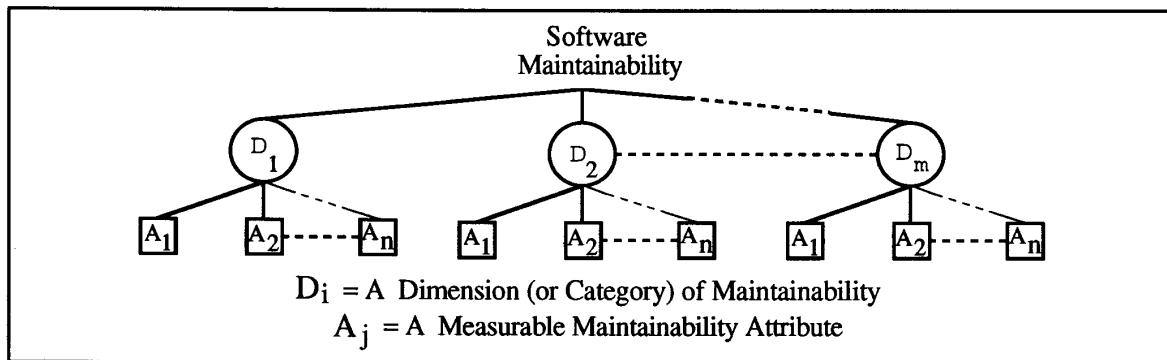 Software
Maintainability
D1 D2 Dm
A1 A2 An A1 A2 An A1 A2 An
Di = A Dimension (or Category) of Maintainability
Aj = A Measurable Maintainability Attribute